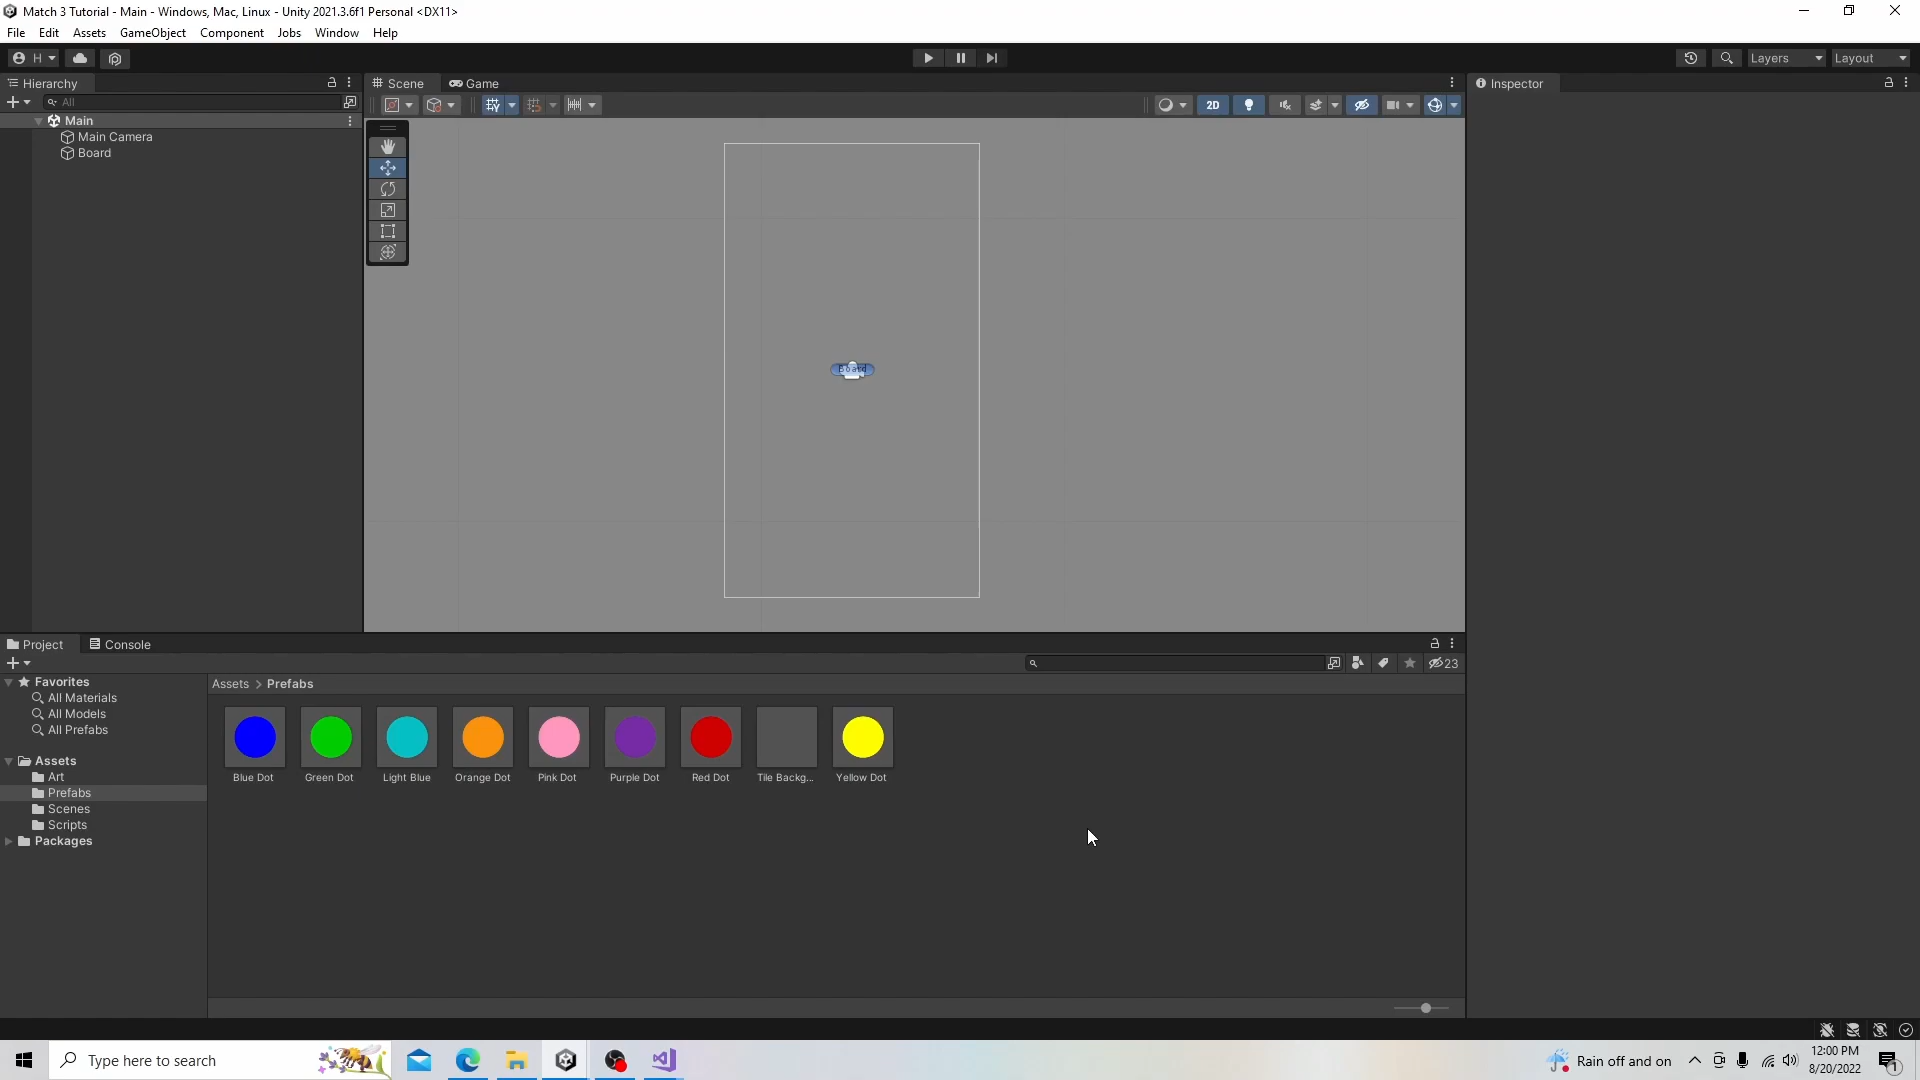 Match 3 Tutorial - Main - Windows, Mac, Linux - Unity 2021.3.6f1 Personal <DX11>
File Edit Assets GameObject Component Jobs Window Help
H
Layers
Layout
Hierarchy
Scene
Game
Inspector
All
2D
Main
Main Camera
Board
Board
Project
Console
23
Favorites
All Materials
All Models
All Prefabs
Assets
Art
Prefabs
Scenes
Scripts
Packages
Assets > Prefabs
Blue Dot
Green Dot
Light Blue
Orange Dot
Pink Dot
Purple Dot
Red Dot
Tile Backg...
Yellow Dot
Type here to search
Rain off and on
12:00 PM
8/20/2022
1